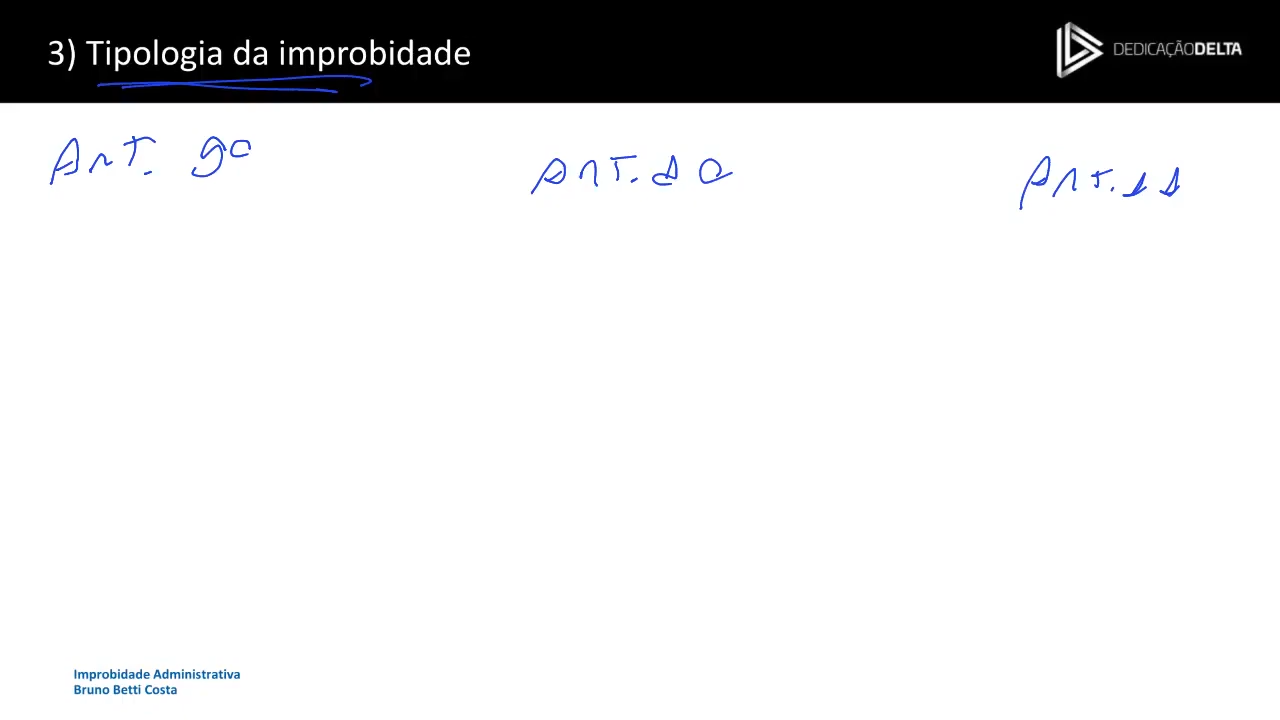 3) Tipologia da improbidade
DEDICAÇÃODELTA
Art. 9º
Art. 10
Art. 11
Improbidade Administrativa
Bruno Betti Costa